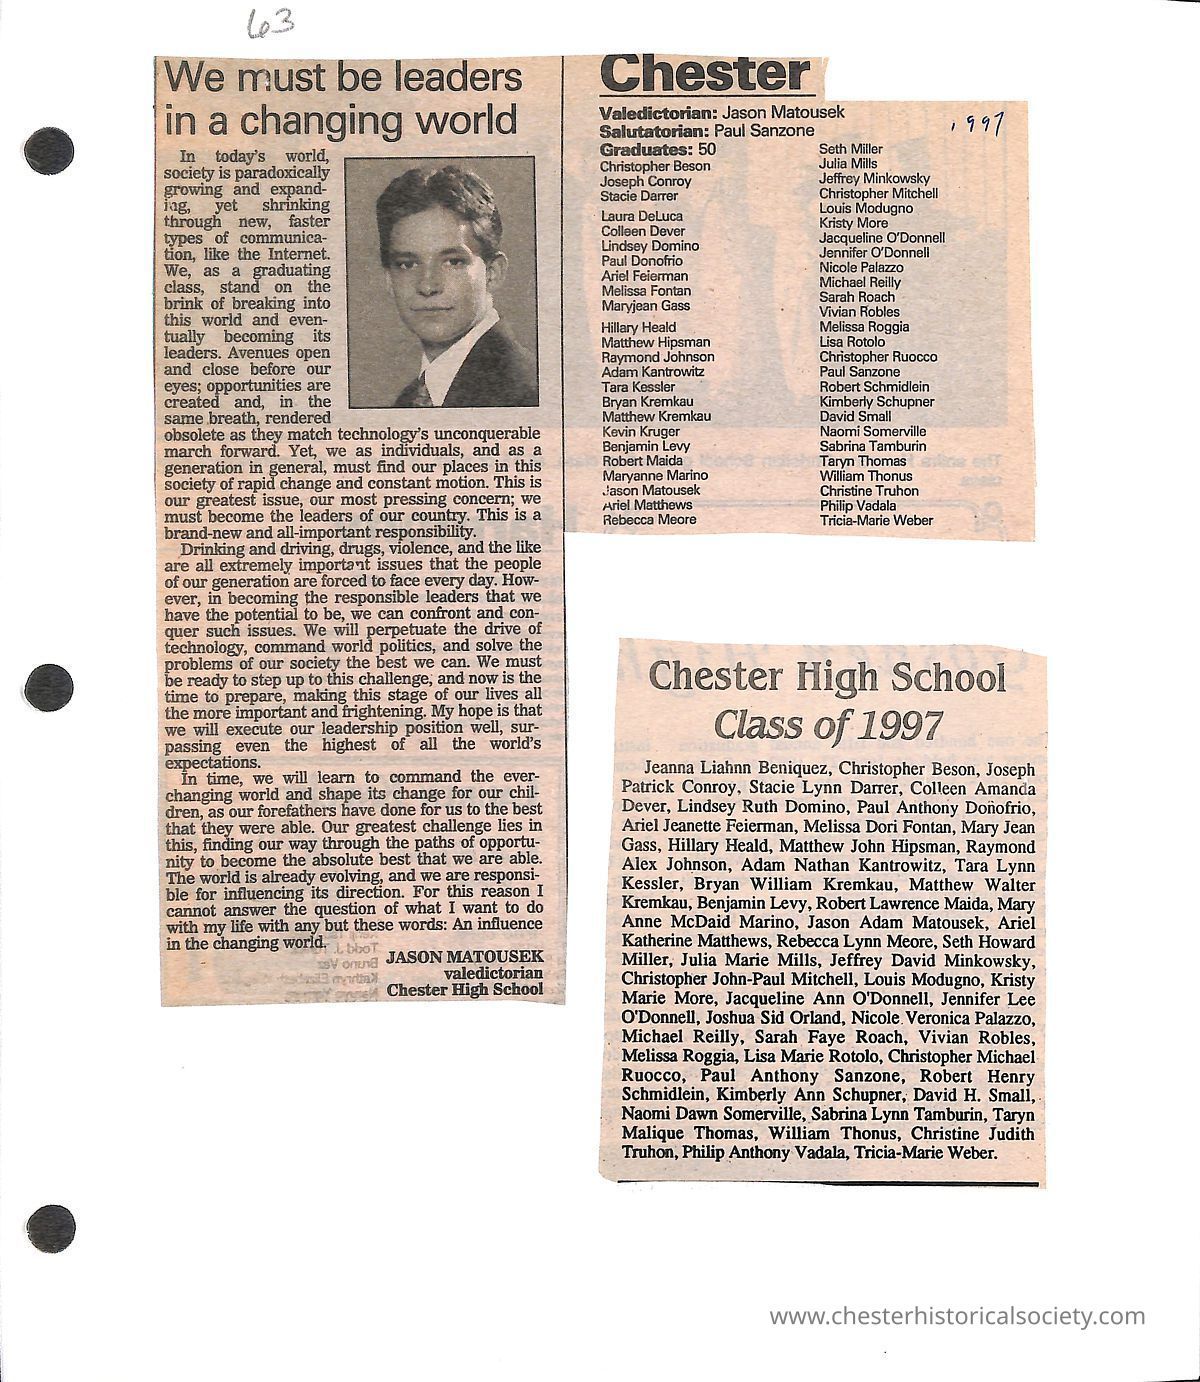 63
We must be leaders
in a changing world
In today's world,
society is paradoxically
growing and expand-
ing, yet shrinking
through new, faster
types of communica-
tion, like the Internet.
We, as a graduating
class, stand on the
brink of breaking into
this world and even-
tually becoming its
leaders. Avenues open
and close before our
eyes; opportunities are
created and, in the
same breath, rendered
obsolete as they match technology's unconquerable
march forward. Yet, we as individuals, and as a
generation in general, must find our places in this
society of rapid change and constant motion. This is
our greatest issue, our most pressing concern; we
must become the leaders of our country. This is a
brand-new and all-important responsibility.
Drinking and driving, drugs, violence, and the like
are all extremely important issues that the people
of our generation are forced to face every day. How-
ever, in becoming the responsible leaders that we
have the potential to be, we can confront and con-
quer such issues. We will perpetuate the drive of
technology, command world politics, and solve the
problems of our society the best we can. We must
be ready to step up to this challenge, and now is the
time to prepare, making this stage of our lives all
the more important and frightening. My hope is that
we will execute our leadership position well, sur-
passing even the highest of all the world's
expectations.
In time, we will learn to command the ever-
changing world and shape its change for our chil-
dren, as our forefathers have done for us to the best
that they were able. Our greatest challenge lies in
this, finding our way through the paths of opportu-
nity to become the absolute best that we are able.
The world is already evolving, and we are responsi-
ble for influencing its direction. For this reason I
cannot answer the question of what I want to do
with my life with any but these words: An influence
in the changing world.
JASON MATOUSEK
valedictorian
Chester High School
Chester
Valedictorian: Jason Matousek
Salutatorian: Paul Sanzone
1997
Graduates: 50
Christopher Beson
Joseph Conroy
Stacie Darrer
Laura DeLuca
Colleen Dever
Lindsey Domino
Paul Donofrio
Ariel Feierman
Melissa Fontan
Maryjean Gass
Hillary Heald
Matthew Hipsman
Raymond Johnson
Adam Kantrowitz
Tara Kessler
Bryan Kremkau
Matthew Kremkau
Kevin Kruger
Benjamin Levy
Robert Maida
Maryanne Marino
Jason Matousek
Ariel Matthews
Rebecca Meore
Seth Miller
Julia Mills
Jeffrey Minkowsky
Christopher Mitchell
Louis Modugno
Kristy More
Jacqueline O'Donnell
Jennifer O'Donnell
Nicole Palazzo
Michael Reilly
Sarah Roach
Vivian Robles
Melissa Roggia
Lisa Rotolo
Christopher Ruocco
Paul Sanzone
Robert Schmidlein
Kimberly Schupner
David Small
Naomi Somerville
Sabrina Tamburin
Taryn Thomas
William Thonus
Christine Truhon
Philip Vadala
Tricia-Marie Weber
Chester High School
Class of 1997
Jeanna Liahnn Beniquez, Christopher Beson, Joseph
Patrick Conroy, Stacie Lynn Darrer, Colleen Amanda
Dever, Lindsey Ruth Domino, Paul Anthony Donofrio,
Ariel Jeanette Feierman, Melissa Dori Fontan, Mary Jean
Gass, Hillary Heald, Matthew John Hipsman, Raymond
Alex Johnson, Adam Nathan Kantrowitz, Tara Lynn
Kessler, Bryan William Kremkau, Matthew Walter
Kremkau, Benjamin Levy, Robert Lawrence Maida, Mary
Anne McDaid Marino, Jason Adam Matousek, Ariel
Katherine Matthews, Rebecca Lynn Meore, Seth Howard
Miller, Julia Marie Mills, Jeffrey David Minkowsky,
Christopher John-Paul Mitchell, Louis Modugno, Kristy
Marie More, Jacqueline Ann O'Donnell, Jennifer Lee
O'Donnell, Joshua Sid Orland, Nicole Veronica Palazzo,
Michael Reilly, Sarah Faye Roach, Vivian Robles,
Melissa Roggia, Lisa Marie Rotolo, Christopher Michael
Ruocco, Paul Anthony Sanzone, Robert Henry
Schmidlein, Kimberly Ann Schupner, David H. Small,
Naomi Dawn Somerville, Sabrina Lynn Tamburin, Taryn
Malique Thomas, William Thonus, Christine Judith
Truhon, Philip Anthony Vadala, Tricia-Marie Weber.
www.chesterhistoricalsociety.com